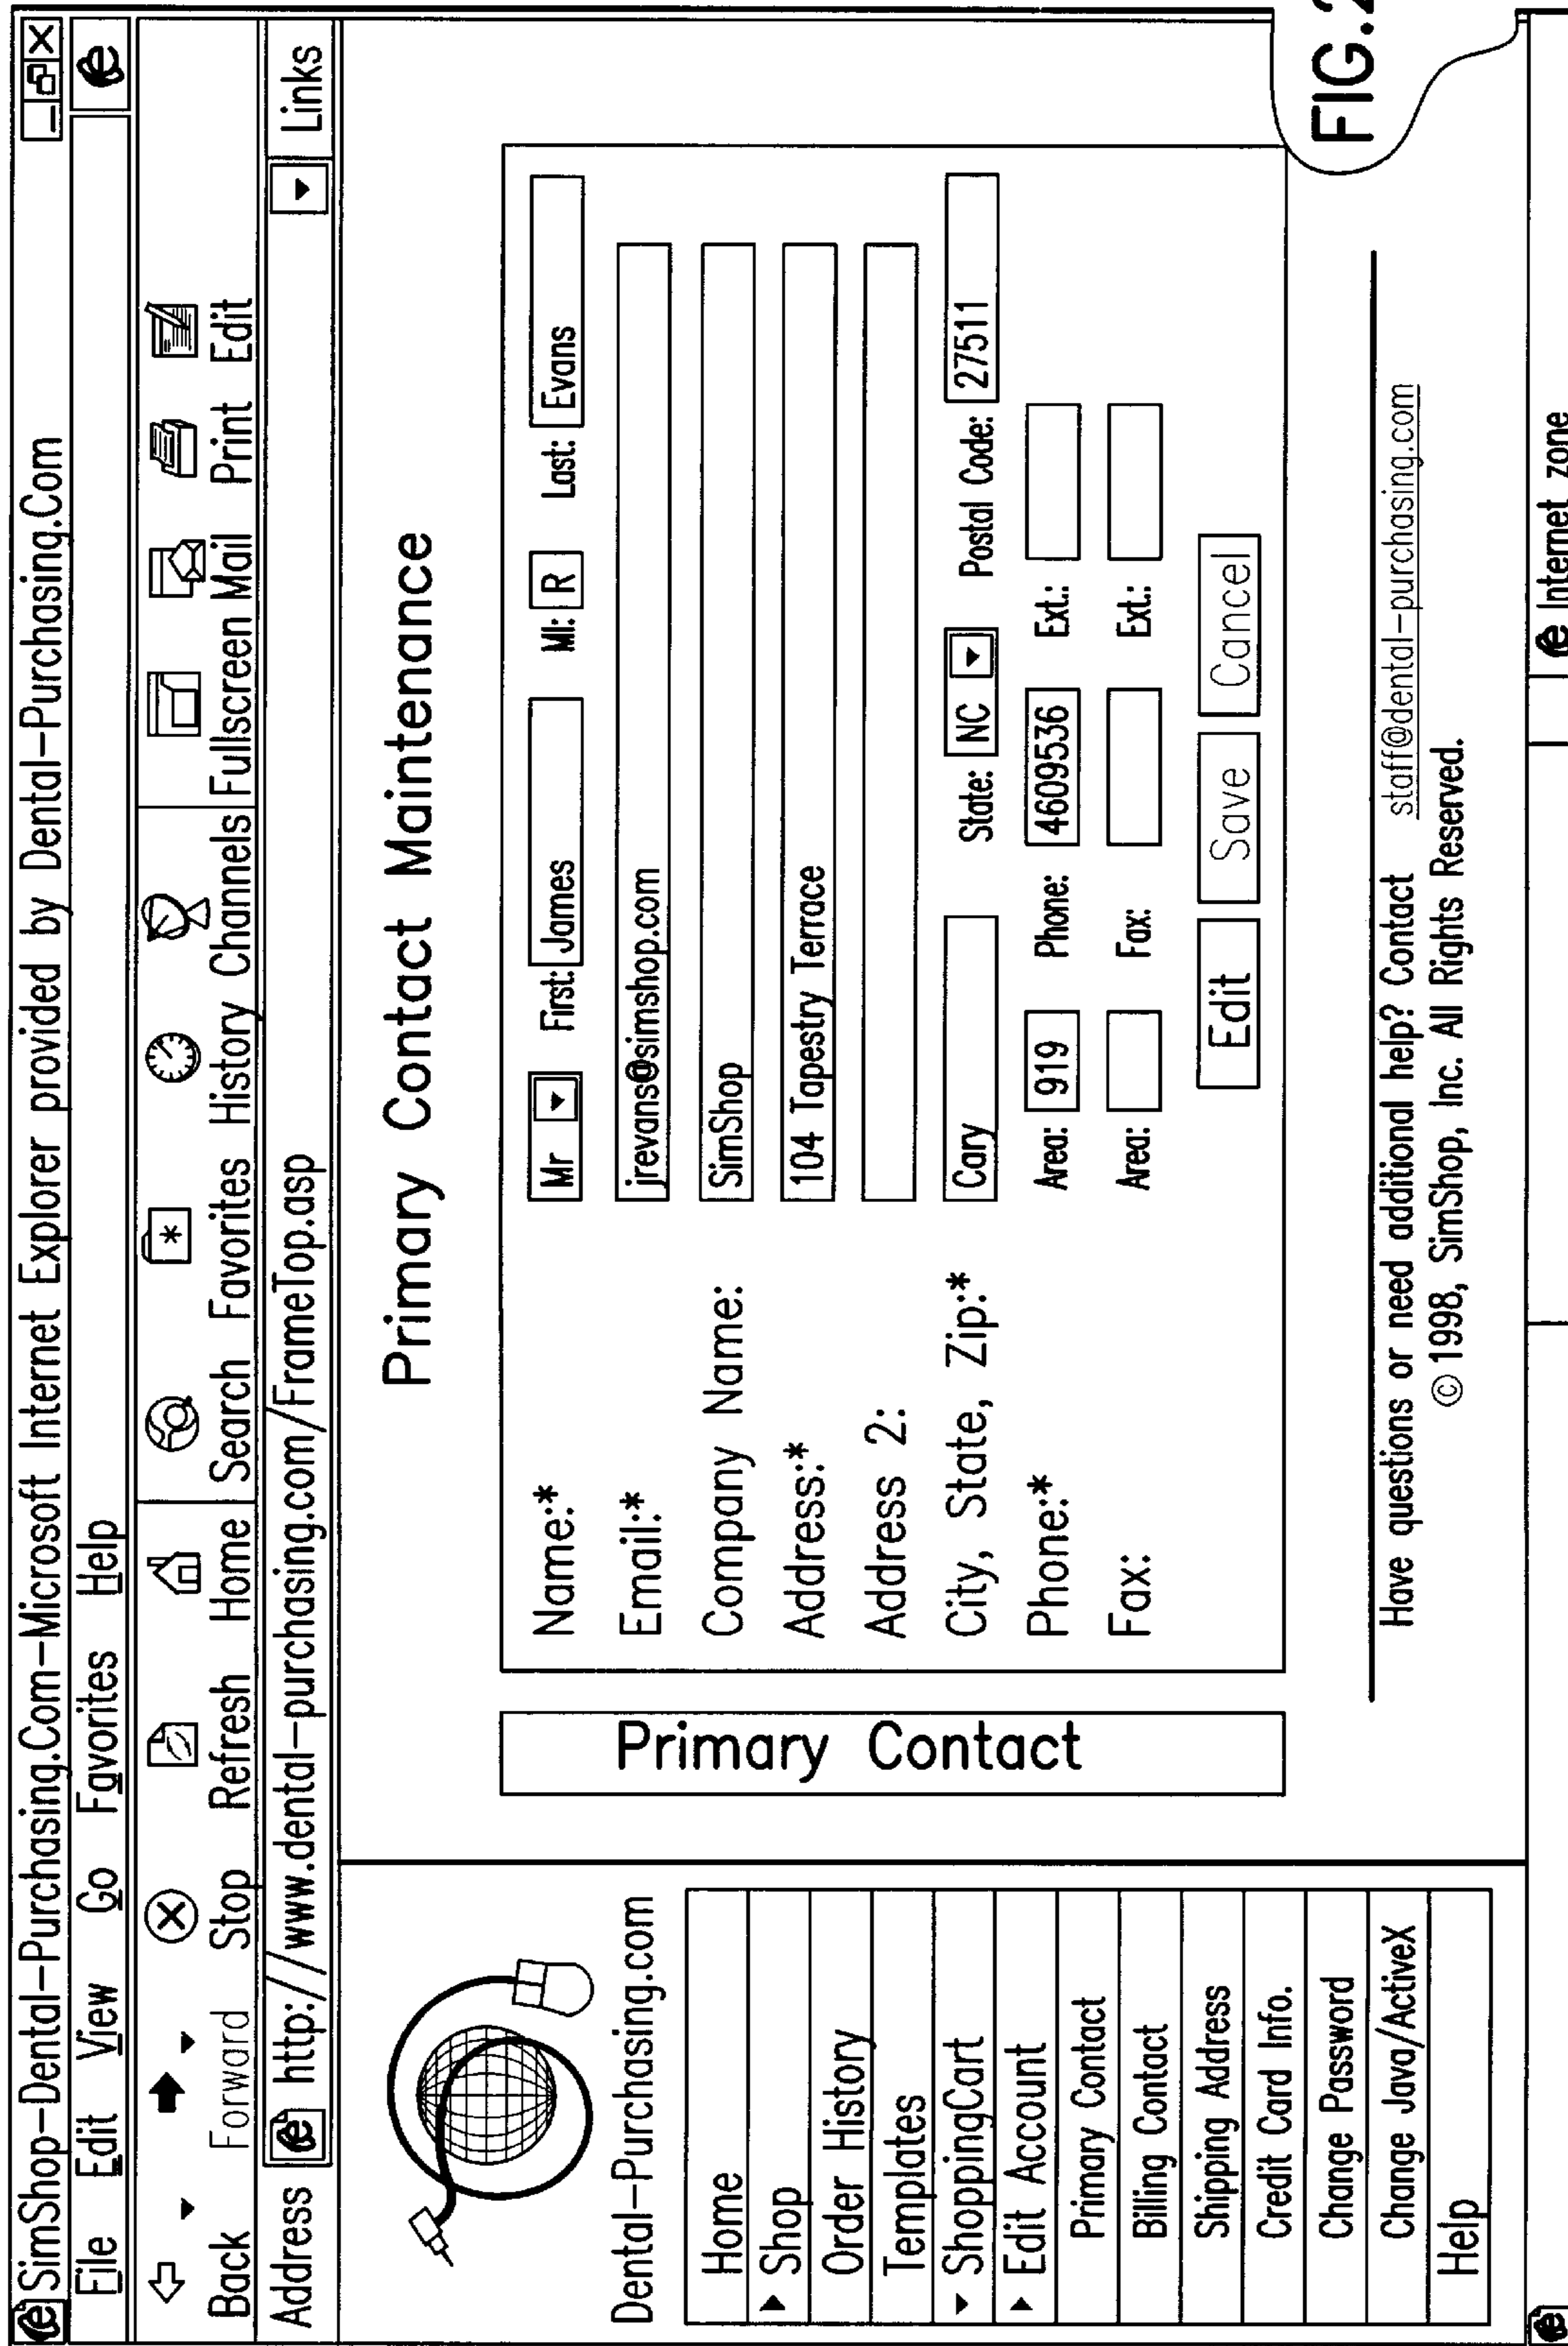 SimShop-Dental-Purchasing.Com-Microsoft Internet Explorer provided by Dental-Purchasing.Com
File Edit View Go Favorites Help
Back Forward Stop Refresh Home Search Favorites History Channels Fullscreen Mail Print Edit
Address http://www.dental-purchasing.com/FrameTop.asp Links
Dental-Purchasing.com
Home
Shop
Order History
Templates
ShoppingCart
Edit Account
Primary Contact
Billing Contact
Shipping Address
Credit Card Info.
Change Password
Change Java/ActiveX
Help
Primary Contact Maintenance
Primary Contact
Name:* Mr First: James MI: R Last: Evans
Email:* jrevans@simshop.com
Company Name: SimShop
Address:* 104 Tapestry Terrace
Address 2:
City, State, Zip:* Cary State: NC Postal Code: 27511
Phone:* Area: 919 Phone: 4609536 Ext.:
Fax: Area: Fax: Ext.:
Edit Save Cancel
Have questions or need additional help? Contact staff@dental-purchasing.com
© 1998, SimShop, Inc. All Rights Reserved.
Internet zone
FIG.